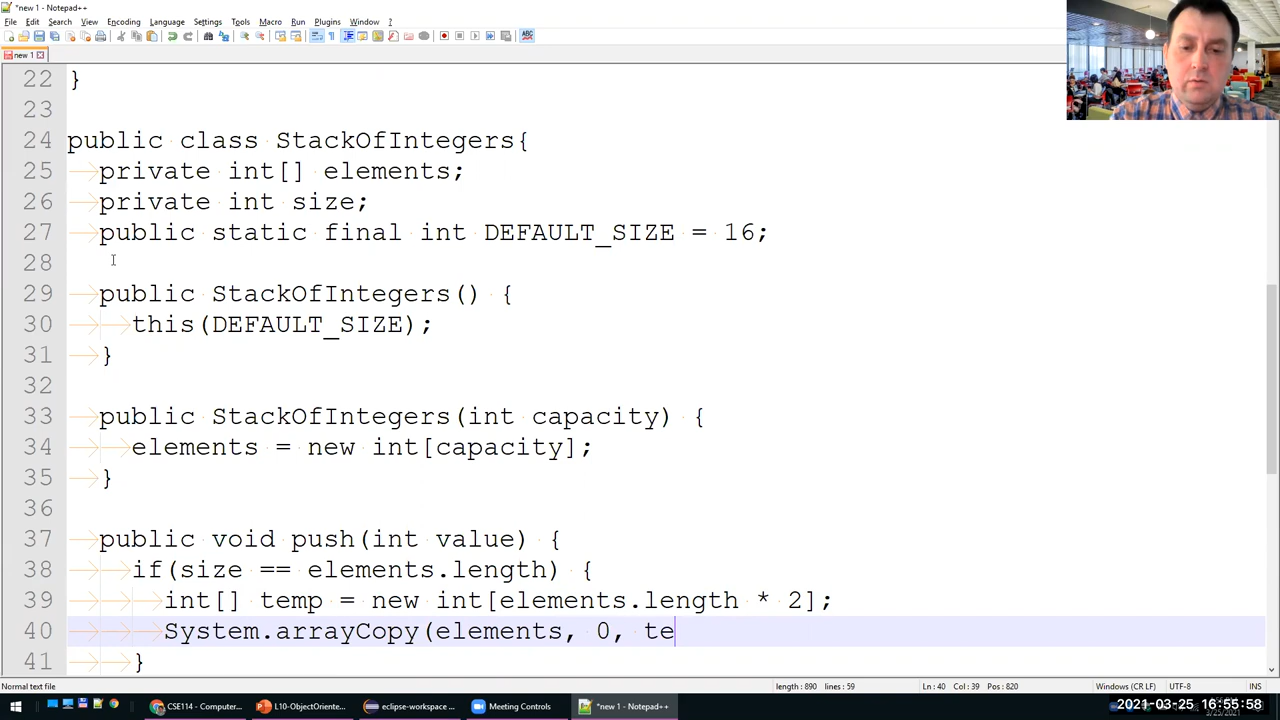 *new 1 - Notepad++
File Edit Search View Encoding Language Settings Tools Macro Run Plugins Window ?
new 1
22 }
23
24 public class StackOfIntegers{
25 private int[] elements;
26 private int size;
27 public static final int DEFAULT_SIZE = 16;
28
29 public StackOfIntegers() {
30 this(DEFAULT_SIZE);
31 }
32
33 public StackOfIntegers(int capacity) {
34 elements = new int[capacity];
35 }
36
37 public void push(int value) {
38 if(size == elements.length) {
39 int[] temp = new int[elements.length * 2];
40 System.arrayCopy(elements, 0, te
41 }
Normal text file length : 890 lines : 59 Ln : 40 Col : 39 Pos : 820 Windows (CR LF) UTF-8 INS
CSE114 - Computer... L10-ObjectOriente... eclipse-workspace ... Meeting Controls *new 1 - Notepad++
2021-03-25 16:55:58